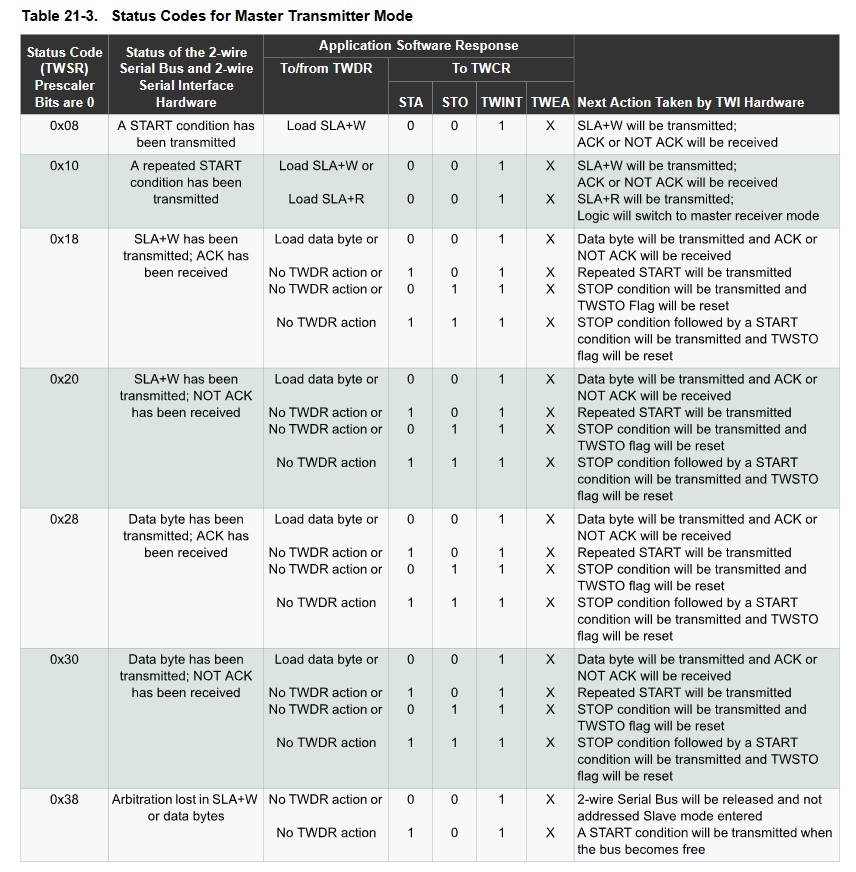 Table 21-3. Status Codes for Master Transmitter Mode
Status Code (TWSR) Prescaler Bits are 0
Status of the 2-wire Serial Bus and 2-wire Serial Interface Hardware
Application Software Response
To/from TWDR
To TWCR
STA STO TWINT TWEA Next Action Taken by TWI Hardware
0x08
A START condition has
been transmitted
Load SLA+W 0 0 1 X SLA+W will be transmitted;
ACK or NOT ACK will be received
0x10
A repeated START
condition has been
transmitted
Load SLA+W or 0 0 1 X SLA+W will be transmitted;
ACK or NOT ACK will be received
Load SLA+R 0 0 1 X SLA+R will be transmitted;
Logic will switch to master receiver mode
0x18
SLA+W has been
transmitted; ACK has
been received
Load data byte or 0 0 1 X Data byte will be transmitted and ACK or
NOT ACK will be received
No TWDR action or 1 0 1 X Repeated START will be transmitted
No TWDR action or 0 1 1 X STOP condition will be transmitted and
TWSTO Flag will be reset
No TWDR action 1 1 1 X STOP condition followed by a START
condition will be transmitted and TWSTO
flag will be reset
0x20
SLA+W has been
transmitted; NOT ACK
has been received
Load data byte or 0 0 1 X Data byte will be transmitted and ACK or
NOT ACK will be received
No TWDR action or 1 0 1 X Repeated START will be transmitted
No TWDR action or 0 1 1 X STOP condition will be transmitted and
TWSTO flag will be reset
No TWDR action 1 1 1 X STOP condition followed by a START
condition will be transmitted and TWSTO
flag will be reset
0x28
Data byte has been
transmitted; ACK has
been received
Load data byte or 0 0 1 X Data byte will be transmitted and ACK or
NOT ACK will be received
No TWDR action or 1 0 1 X Repeated START will be transmitted
No TWDR action or 0 1 1 X STOP condition will be transmitted and
TWSTO flag will be reset
No TWDR action 1 1 1 X STOP condition followed by a START
condition will be transmitted and TWSTO
flag will be reset
0x30
Data byte has been
transmitted; NOT ACK
has been received
Load data byte or 0 0 1 X Data byte will be transmitted and ACK or
NOT ACK will be received
No TWDR action or 1 0 1 X Repeated START will be transmitted
No TWDR action or 0 1 1 X STOP condition will be transmitted and
TWSTO flag will be reset
No TWDR action 1 1 1 X STOP condition followed by a START
condition will be transmitted and TWSTO
flag will be reset
0x38
Arbitration lost in SLA+W
or data bytes
No TWDR action or 0 0 1 X 2-wire Serial Bus will be released and not
addressed Slave mode entered
No TWDR action 1 0 1 X A START condition will be transmitted when
the bus becomes free